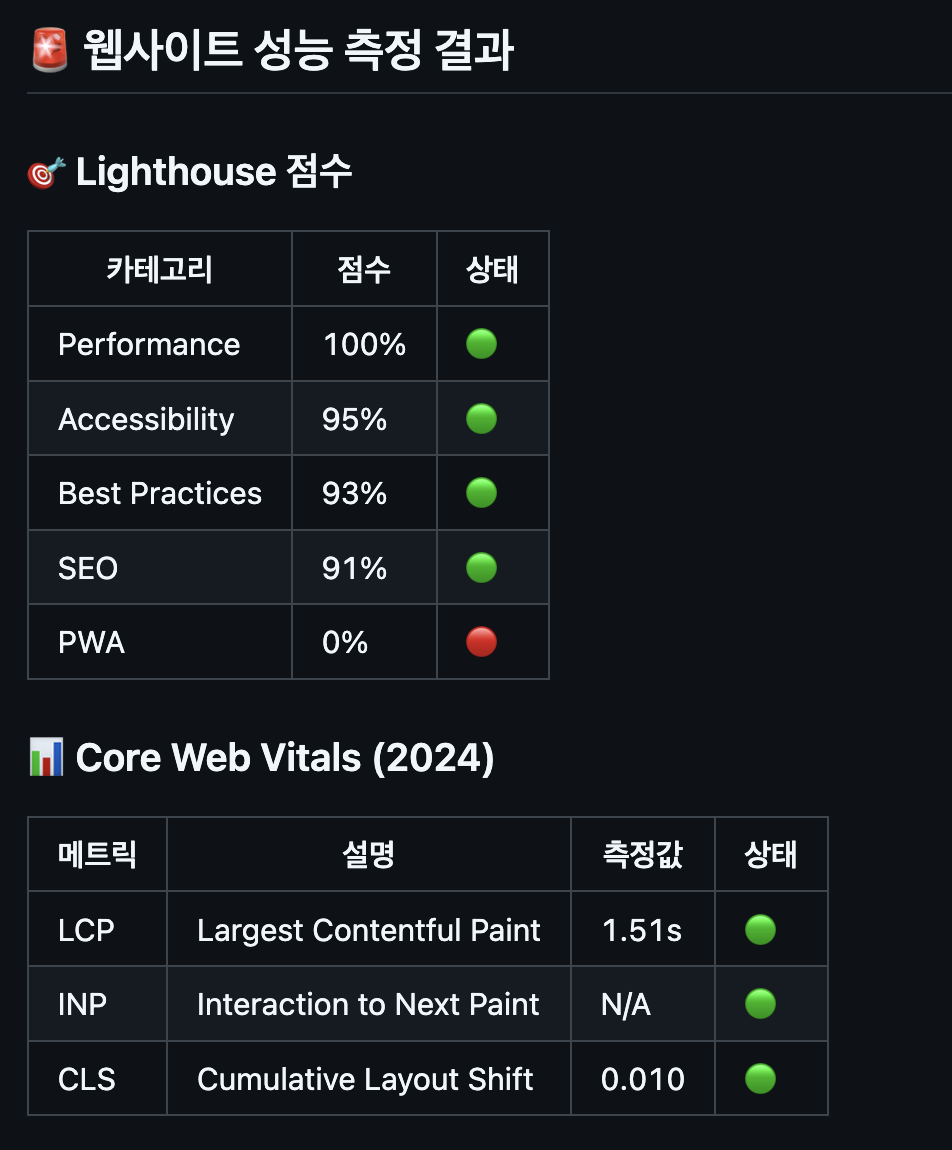 🚨 웹사이트 성능 측정 결과
🎯 Lighthouse 점수
카테고리 점수 상태
Performance 100% 🟢
Accessibility 95% 🟢
Best Practices 93% 🟢
SEO 91% 🟢
PWA 0% 🔴
📊 Core Web Vitals (2024)
메트릭 설명 측정값 상태
LCP Largest Contentful Paint 1.51s 🟢
INP Interaction to Next Paint N/A 🟢
CLS Cumulative Layout Shift 0.010 🟢